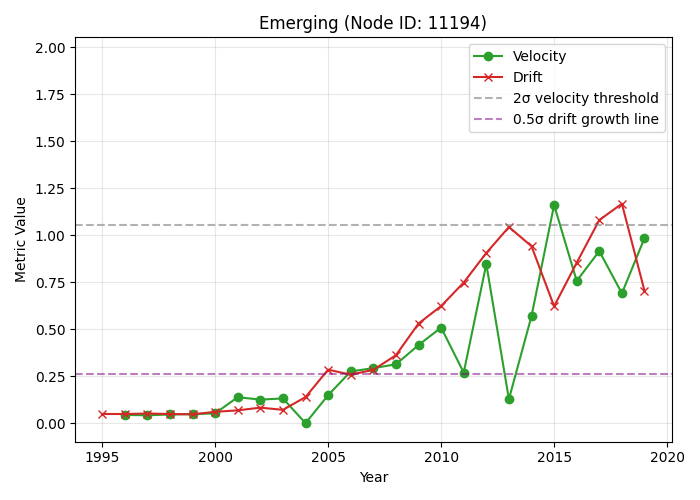 Emerging (Node ID: 11194)
Velocity
Drift
2σ velocity threshold
0.5σ drift growth line
Metric Value
2.00
1.75
1.50
1.25
1.00
0.75
0.50
0.25
0.00
1995
2000
2005
2010
2015
2020
Year